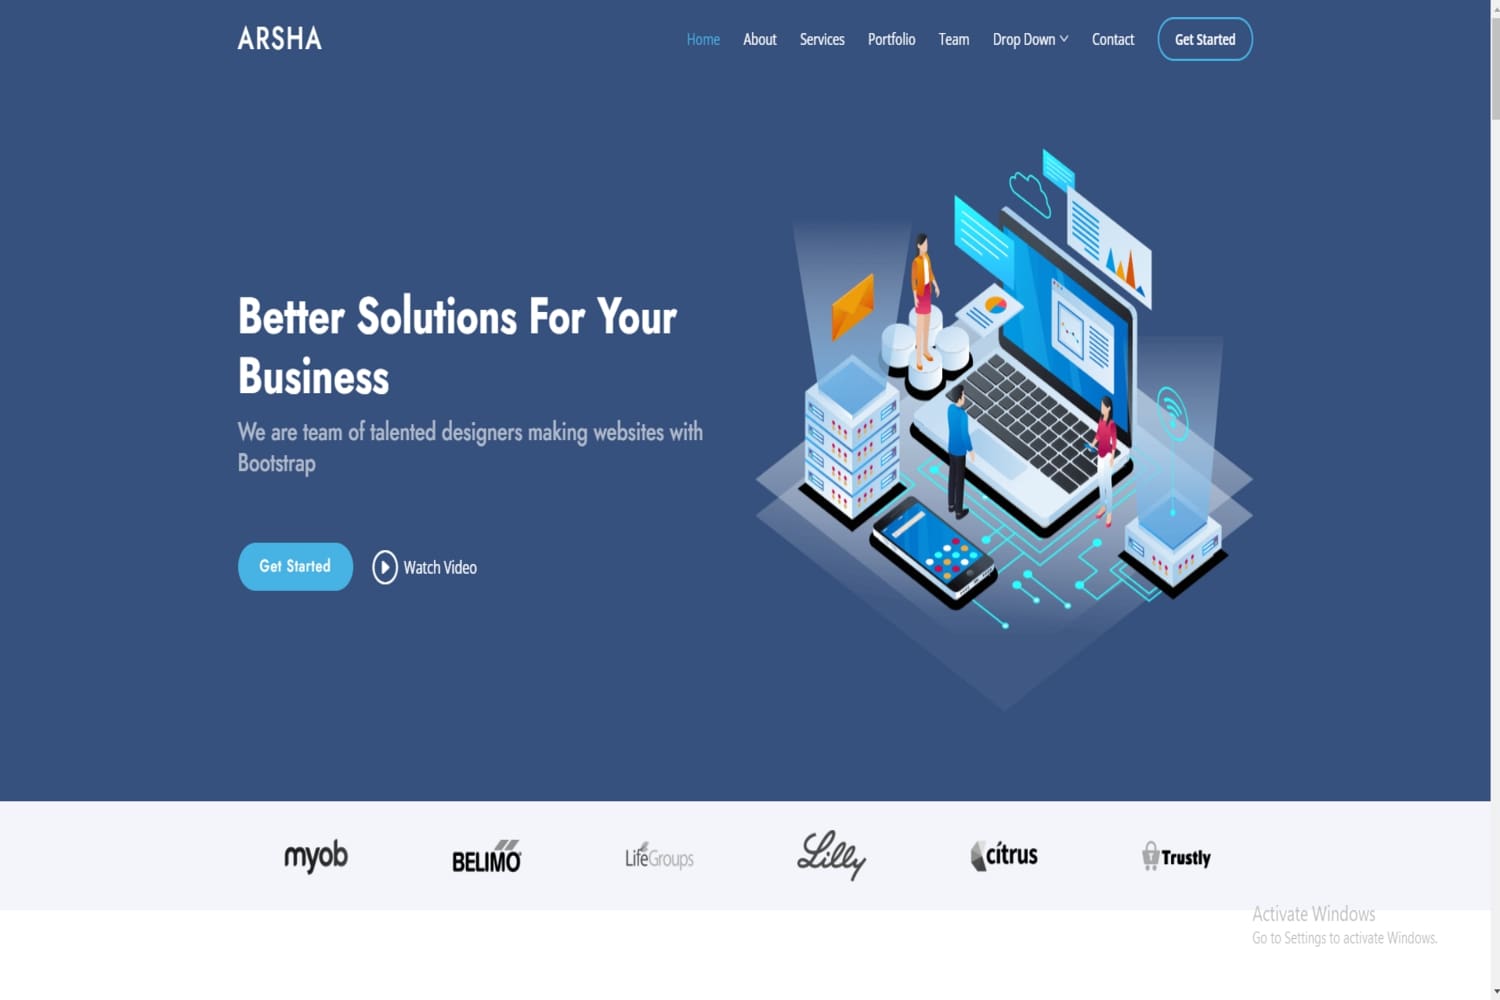 ARSHA
Home About Services Portfolio Team Drop Down Contact Get Started
Better Solutions For Your
Business
We are team of talented designers making websites with
Bootstrap
Get Started Watch Video
myob BELIMO LifeGroups Lilly citrus Trustly
Activate Windows
Go to Settings to activate Windows.